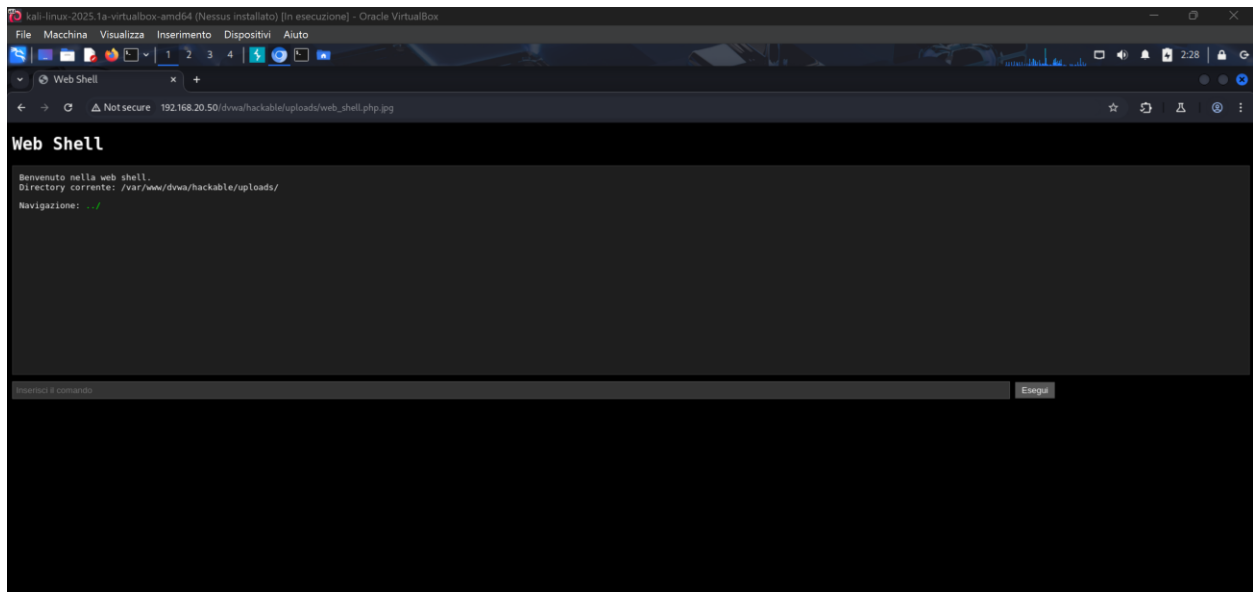 kali-linux-2025.1a-virtualbox-amd64 (Nessus installato) [In esecuzione] - Oracle VirtualBox
File Macchina Visualizza Inserimento Dispositivi Aiuto
1 2 3 4 2:28
Web Shell
Not secure 192.168.20.50/dvwa/hackable/uploads/web_shell.php.jpg
Web Shell
Benvenuto nella web shell.
Directory corrente: /var/www/dvwa/hackable/uploads/
Navigazione: ../
Inserisci il comando Esegui